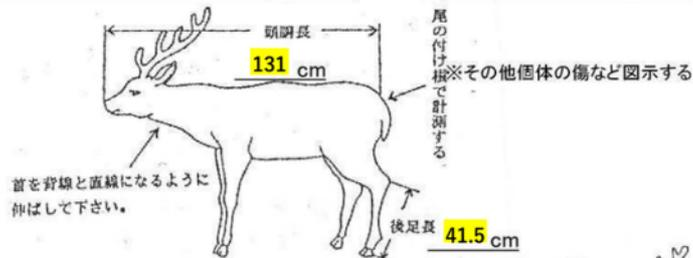 頭胴長
131 cm
尾の付け根で計測する
※その他個体の傷など図示する
首を背線と直線になるように
伸ばして下さい。
後足長 41.5 cm